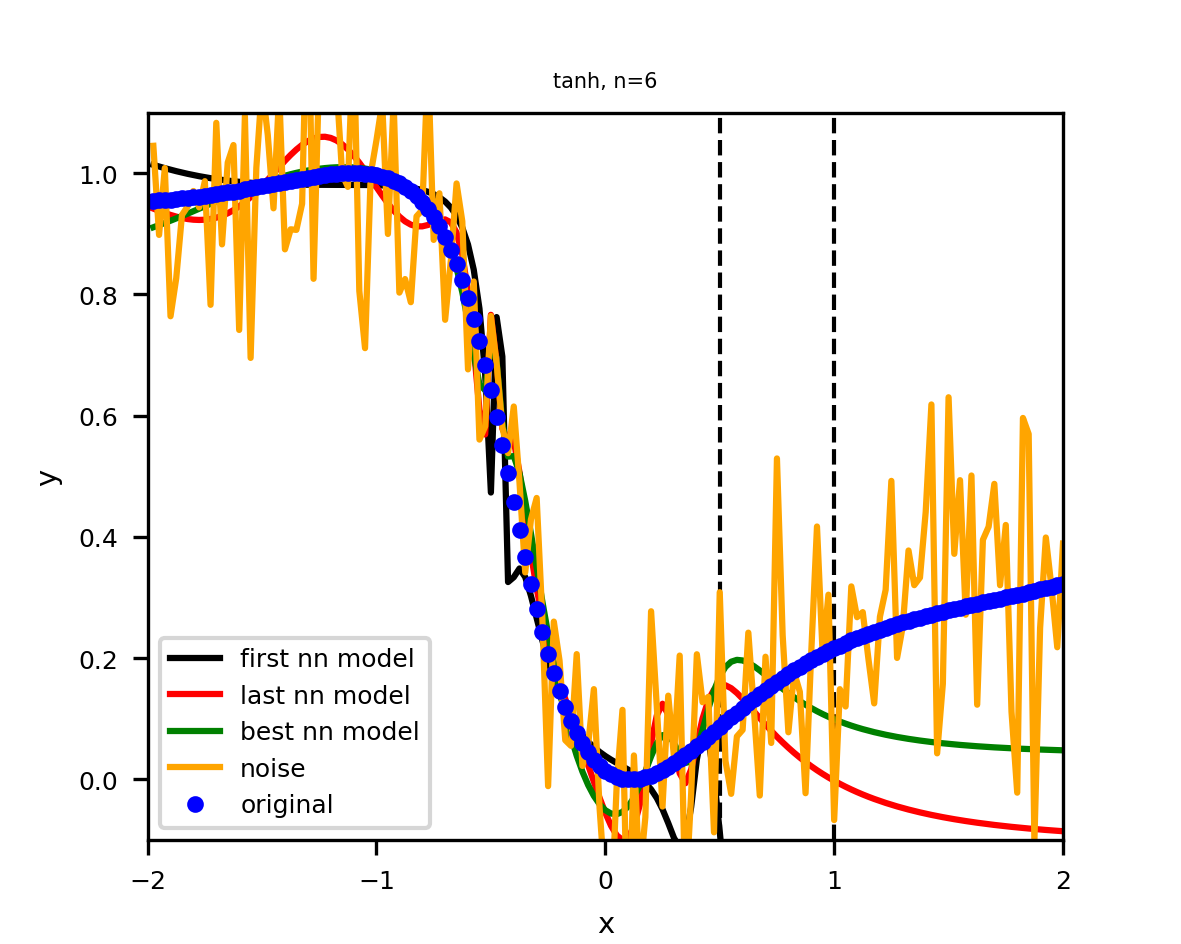 tanh, n=6
1.0
0.8
0.6
0.4
0.2
0.0
y
first nn model
last nn model
best nn model
noise
original
−2
−1
0
1
2
x